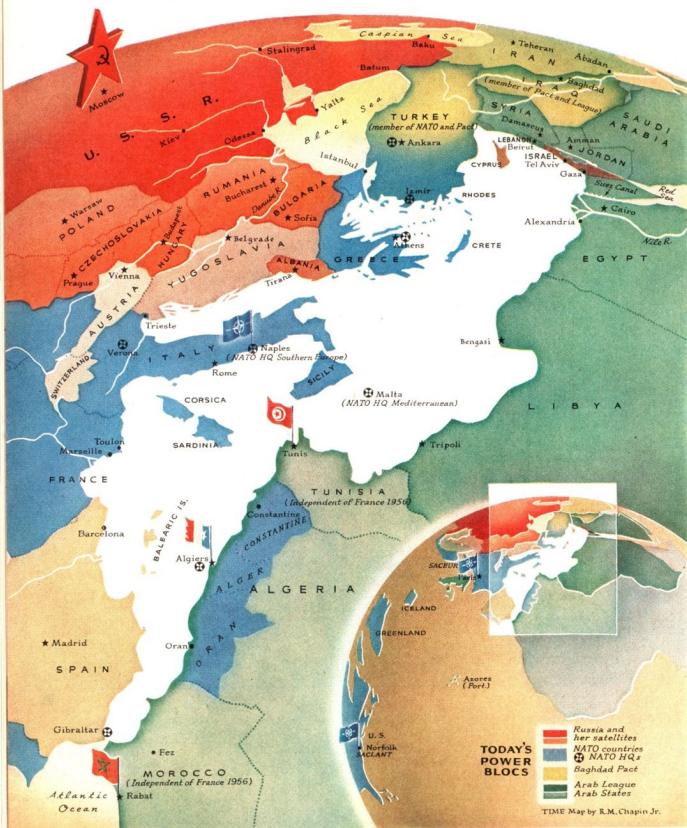 Caspian Sea
Baku
Stalingrad
Batum
Teheran
IRAN
Abadan
Baghdad
IRAQ
(member of Pact and League)
Moscow
U. S. S. R.
Kiev
Odessa
Yalta
Black Sea
TURKEY
(member of NATO and Pact)
Ankara
SYRIA
Damascus
SAUDI
ARABIA
LEBANON
Beirut
Amman
ISRAEL
JORDAN
Tel Aviv
Gaza
Suez Canal
Red
Sea
Cairo
Alexandria
Nile R.
EGYPT
Istanbul
CYPRUS
Izmir
RHODES
RUMANIA
Bucharest
Danube R.
BULGARIA
Sofia
Warsaw
POLAND
CZECHOSLOVAKIA
Budapest
HUNGARY
Belgrade
YUGOSLAVIA
ALBANIA
Tirana
GREECE
Athens
CRETE
Prague
Vienna
AUSTRIA
Trieste
SWITZERLAND
Verona
ITALY
Naples
(NATO HQ Southern Europe)
Rome
SICILY
Bengasi
Malta
(NATO HQ Mediterranean)
LIBYA
CORSICA
SARDINIA
Toulon
Marseille
FRANCE
Tunis
Tripoli
TUNISIA
(Independent of France 1956)
Constantine
CONSTANTINE
Barcelona
BALEARIC IS.
Algiers
ALGER
ALGERIA
Oran
ORAN
Madrid
SPAIN
Gibraltar
Fez
MOROCCO
(Independent of France 1956)
Rabat
Atlantic
Ocean
SACEUR
Paris
ICELAND
GREENLAND
Azores
(Port.)
U. S.
Norfolk
SACLANT
TODAY'S
POWER
BLOCS
Russia and
her satellites
NATO countries
NATO HQs
Baghdad Pact
Arab League
Arab States
TIME Map by R.M. Chapin Jr.